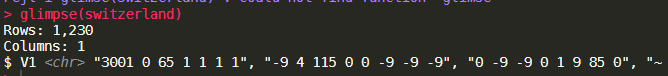 > glimpse(switzerland)
Rows: 1,230
Columns: 1
$ V1 <chr> "3001 0 65 1 1 1 1", "-9 4 115 0 0 -9 -9 -9", "0 -9 -9 0 1 9 85 0", "~